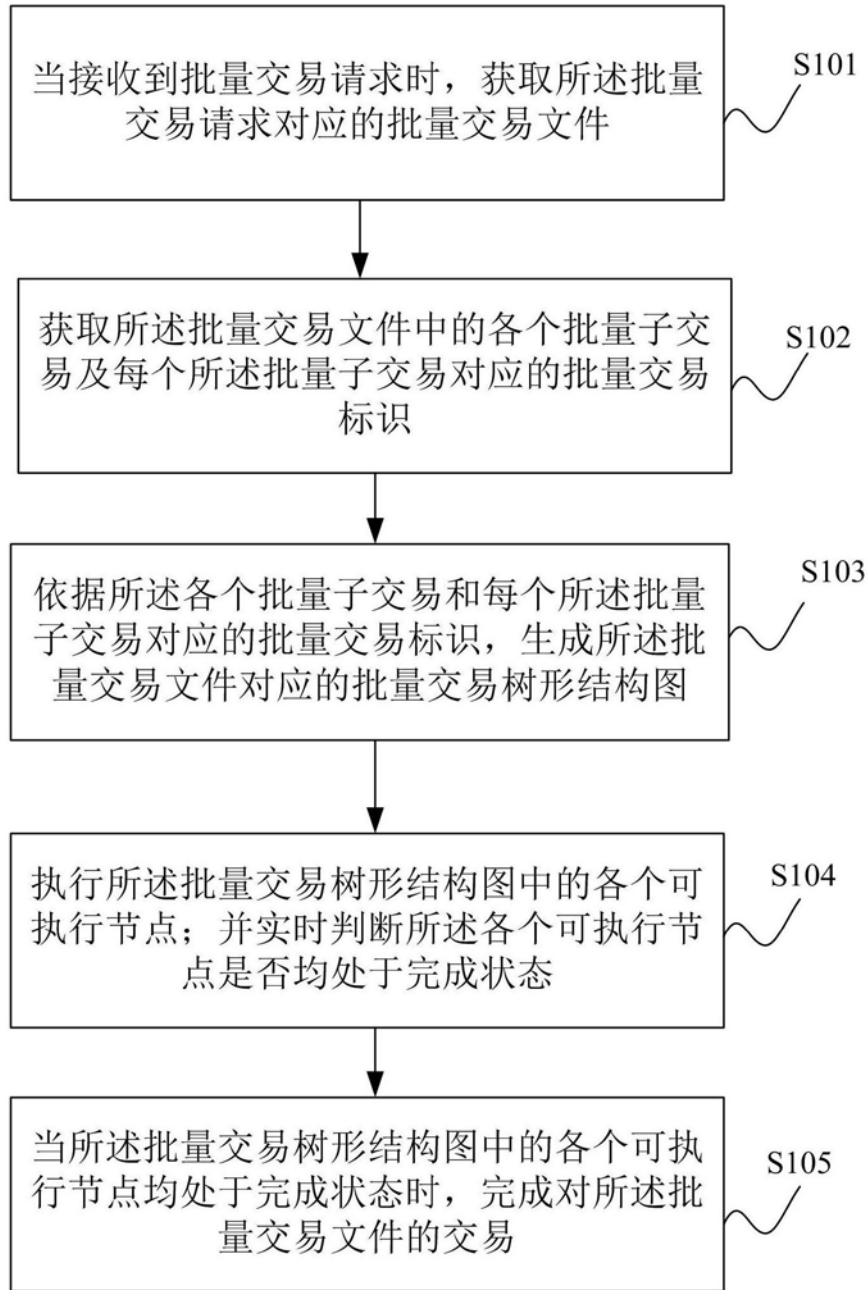 当接收到批量交易请求时，获取所述批量
交易请求对应的批量交易文件
S101
获取所述批量交易文件中的各个批量子交
易及每个所述批量子交易对应的批量交易
标识
S102
依据所述各个批量子交易和每个所述批量
子交易对应的批量交易标识，生成所述批
量交易文件对应的批量交易树形结构图
S103
执行所述批量交易树形结构图中的各个可
执行节点；并实时判断所述各个可执行节
点是否均处于完成状态
S104
当所述批量交易树形结构图中的各个可执
行节点均处于完成状态时，完成对所述批
量交易文件的交易
S105